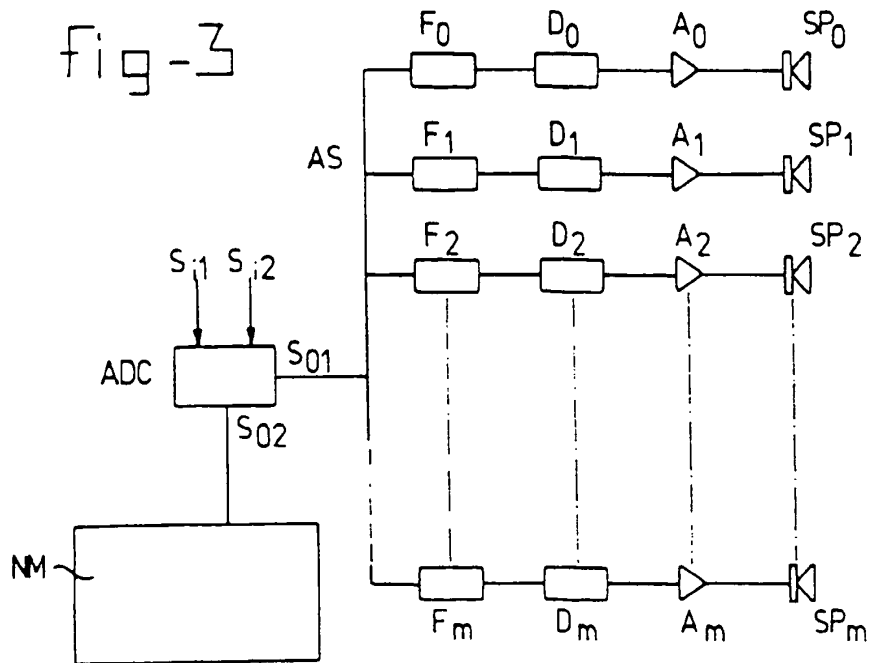 fig-3
F₀ D₀ A₀ SP₀
AS F₁ D₁ A₁ SP₁
F₂ D₂ A₂ SP₂
Si1 Si2
ADC S01
S02
NM
Fm Dm Am SPm